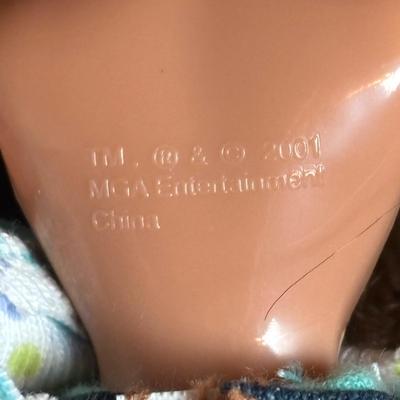 TM, ® & © 2001
MGA Entertainment
China